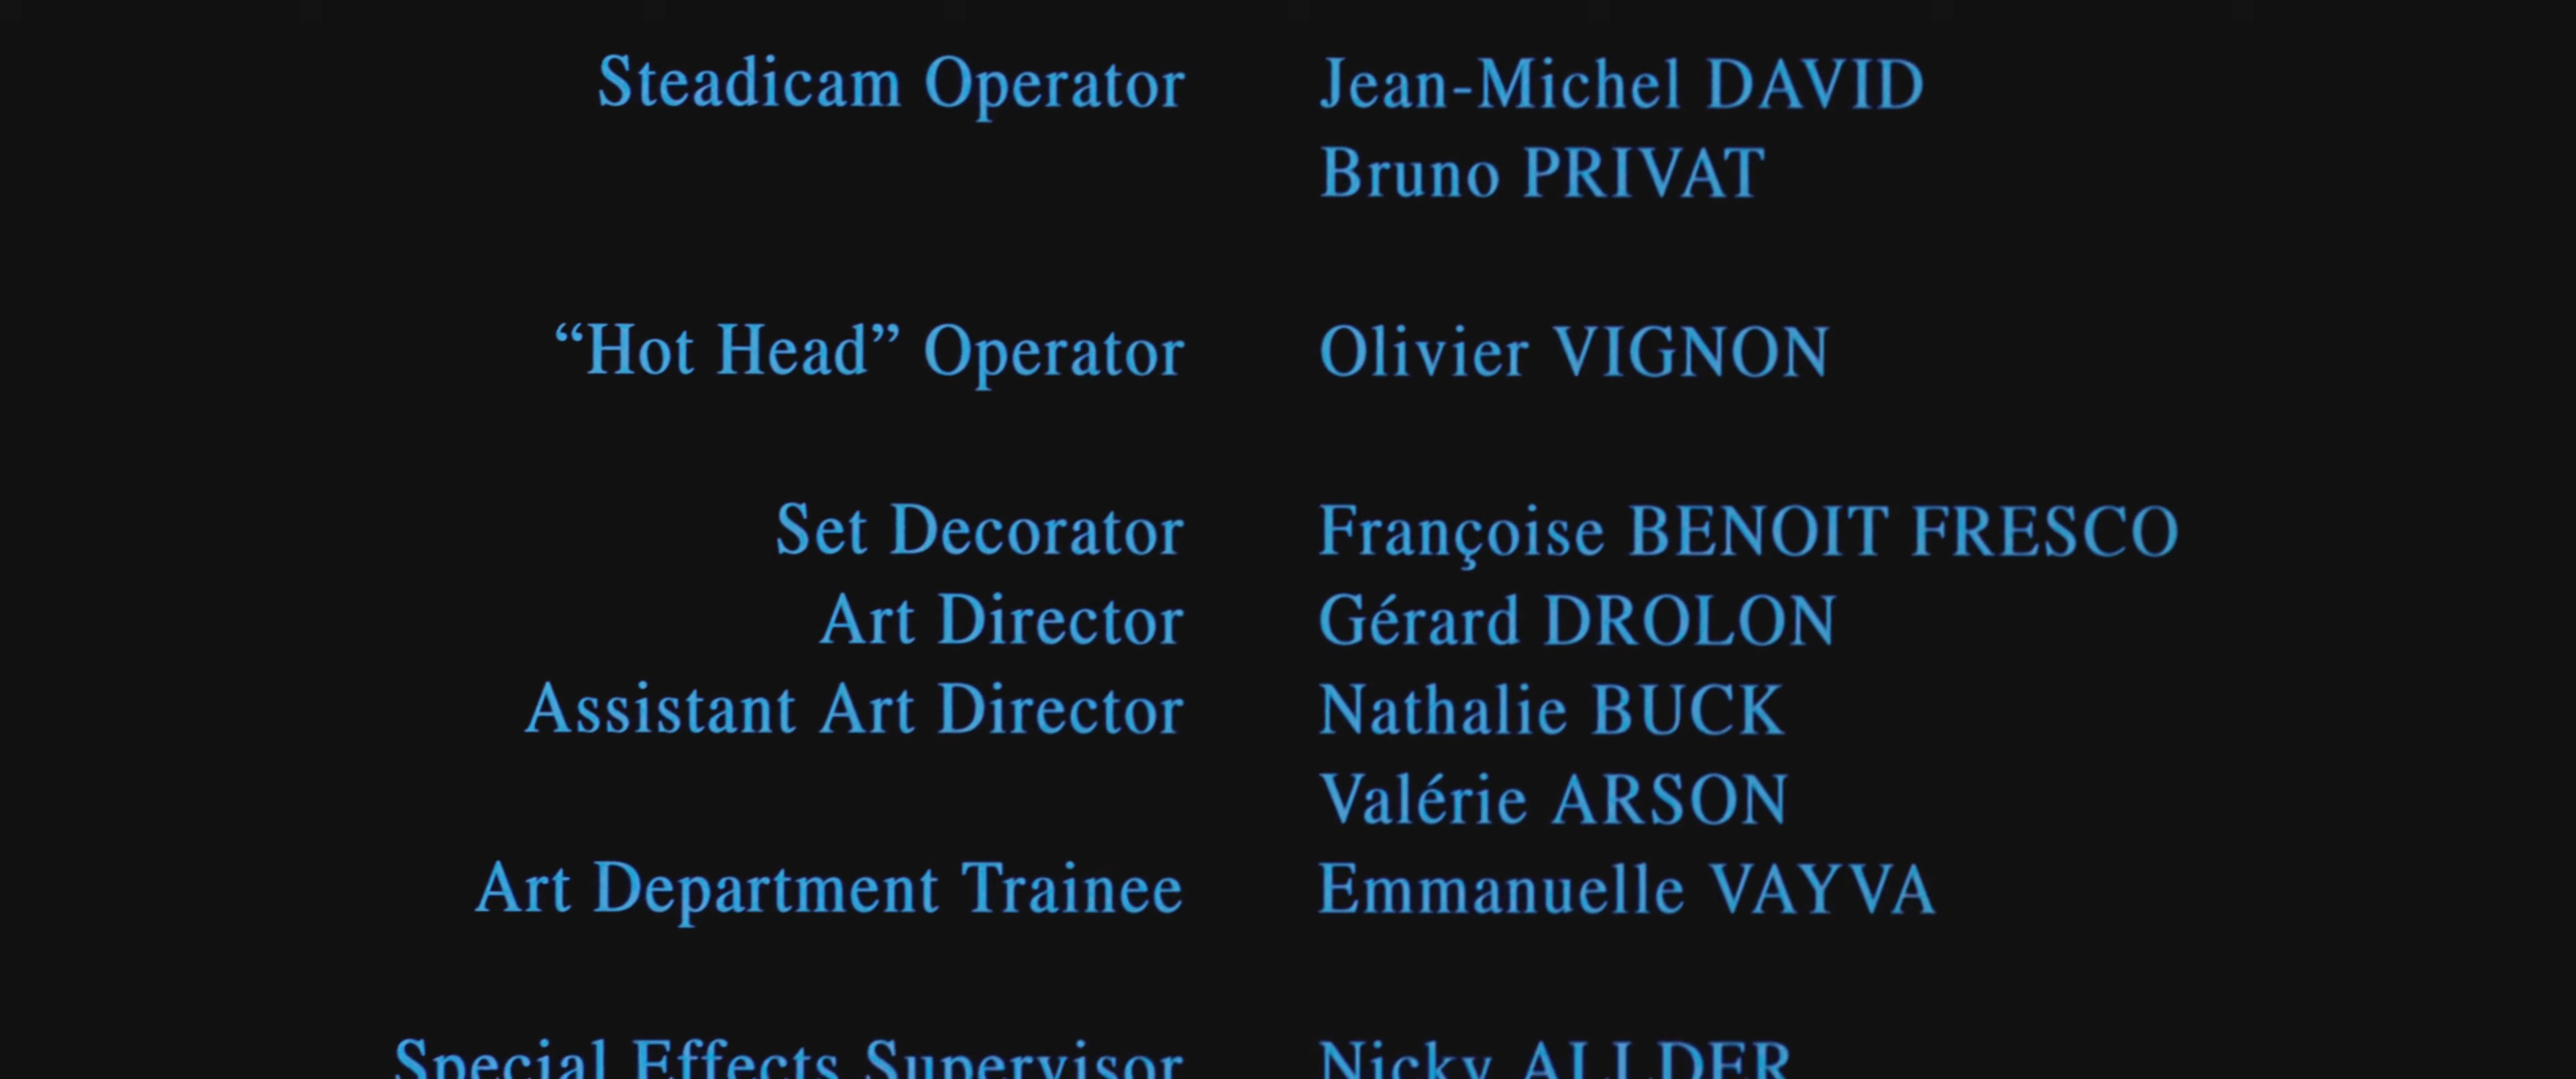 Steadicam Operator Jean-Michel DAVID
Bruno PRIVAT
“Hot Head” Operator Olivier VIGNON
Set Decorator Françoise BENOIT FRESCO
Art Director Gérard DROLON
Assistant Art Director Nathalie BUCK
Valérie ARSON
Art Department Trainee Emmanuelle VAYVA
Special Effects Supervisor Nicky ALLDER